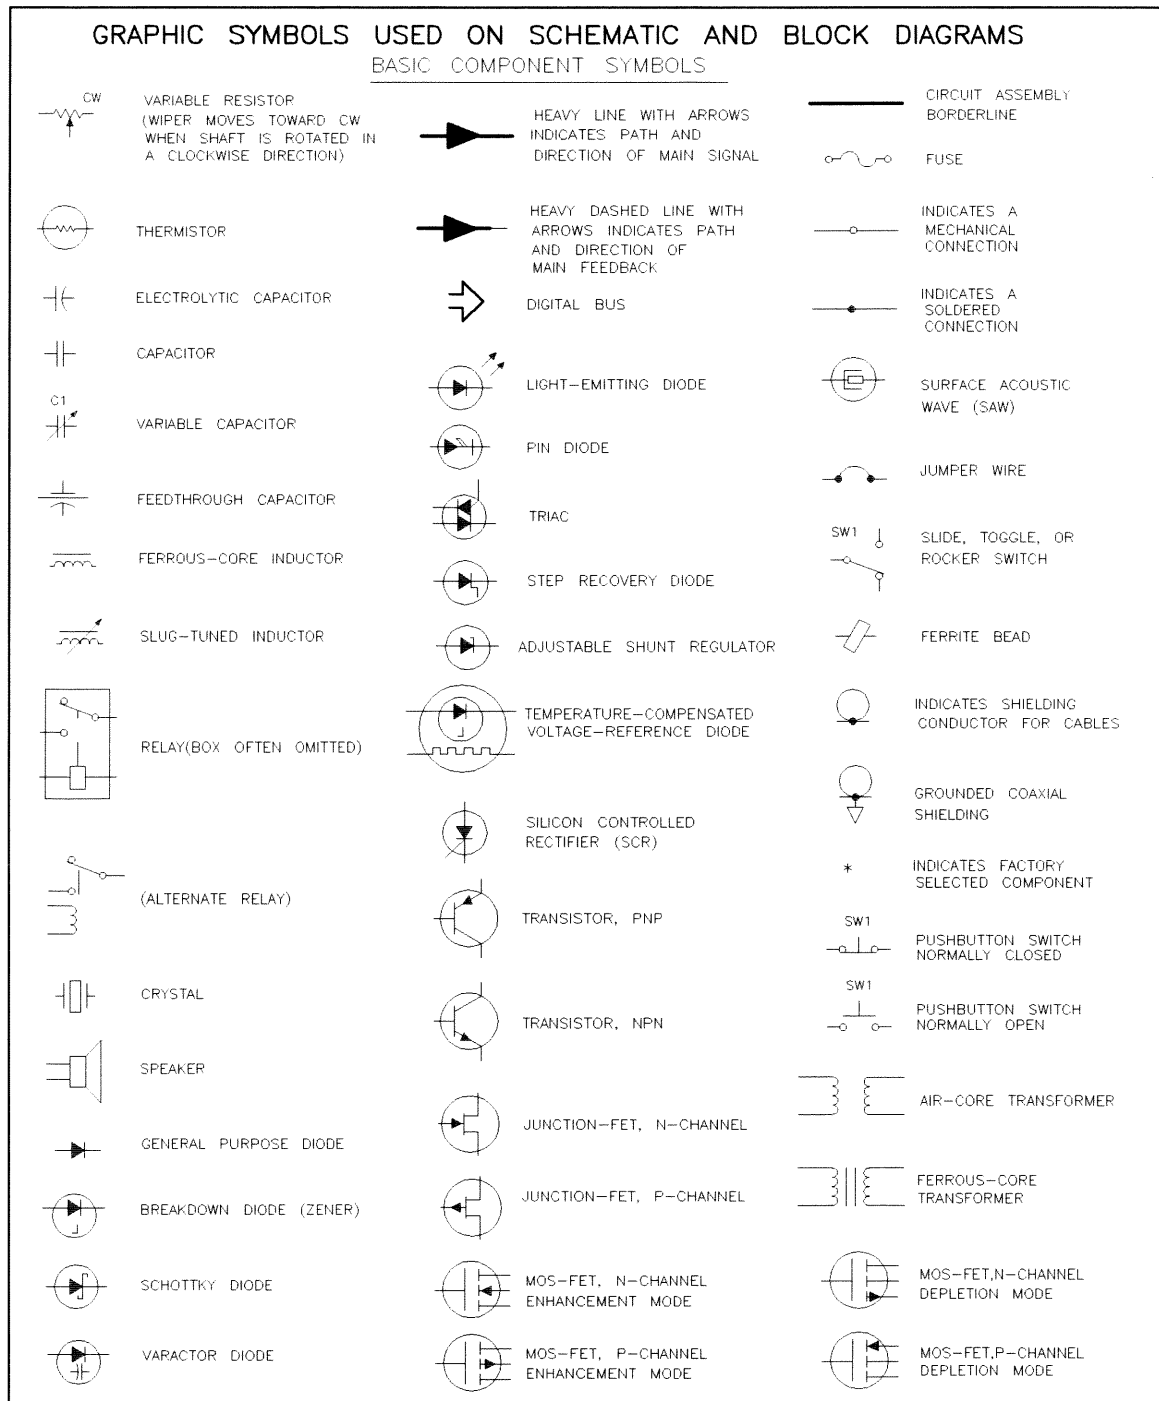 GRAPHIC SYMBOLS USED ON SCHEMATIC AND BLOCK DIAGRAMS
BASIC COMPONENT SYMBOLS
CW
VARIABLE RESISTOR
(WIPER MOVES TOWARD CW
WHEN SHAFT IS ROTATED IN
A CLOCKWISE DIRECTION)
THERMISTOR
ELECTROLYTIC CAPACITOR
CAPACITOR
C1
VARIABLE CAPACITOR
FEEDTHROUGH CAPACITOR
FERROUS-CORE INDUCTOR
SLUG-TUNED INDUCTOR
RELAY(BOX OFTEN OMITTED)
(ALTERNATE RELAY)
CRYSTAL
SPEAKER
GENERAL PURPOSE DIODE
BREAKDOWN DIODE (ZENER)
SCHOTTKY DIODE
VARACTOR DIODE
HEAVY LINE WITH ARROWS
INDICATES PATH AND
DIRECTION OF MAIN SIGNAL
HEAVY DASHED LINE WITH
ARROWS INDICATES PATH
AND DIRECTION OF
MAIN FEEDBACK
DIGITAL BUS
LIGHT-EMITTING DIODE
PIN DIODE
TRIAC
STEP RECOVERY DIODE
ADJUSTABLE SHUNT REGULATOR
TEMPERATURE-COMPENSATED
VOLTAGE-REFERENCE DIODE
SILICON CONTROLLED
RECTIFIER (SCR)
TRANSISTOR, PNP
TRANSISTOR, NPN
JUNCTION-FET, N-CHANNEL
JUNCTION-FET, P-CHANNEL
MOS-FET, N-CHANNEL
ENHANCEMENT MODE
MOS-FET, P-CHANNEL
ENHANCEMENT MODE
CIRCUIT ASSEMBLY
BORDERLINE
FUSE
INDICATES A
MECHANICAL
CONNECTION
INDICATES A
SOLDERED
CONNECTION
SURFACE ACOUSTIC
WAVE (SAW)
JUMPER WIRE
SW1
SLIDE, TOGGLE, OR
ROCKER SWITCH
FERRITE BEAD
INDICATES SHIELDING
CONDUCTOR FOR CABLES
GROUNDED COAXIAL
SHIELDING
*
INDICATES FACTORY
SELECTED COMPONENT
SW1
PUSHBUTTON SWITCH
NORMALLY CLOSED
SW1
PUSHBUTTON SWITCH
NORMALLY OPEN
AIR-CORE TRANSFORMER
FERROUS-CORE
TRANSFORMER
MOS-FET,N-CHANNEL
DEPLETION MODE
MOS-FET,P-CHANNEL
DEPLETION MODE